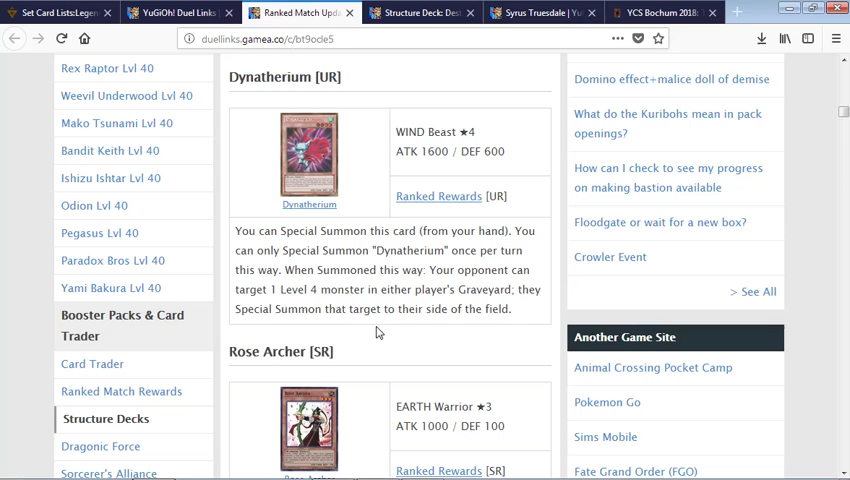 Set Card Lists:Legen
YuGiOh! Duel Links
Ranked Match Upda
Structure Deck: Dest
Syrus Truesdale | Yu
YCS Bochum 2018:
duellinks.gamea.co/c/bt9ode5
Rex Raptor Lvl 40
Weevil Underwood Lvl 40
Mako Tsunami Lvl 40
Bandit Keith Lvl 40
Ishizu Ishtar Lvl 40
Odion Lvl 40
Pegasus Lvl 40
Paradox Bros Lvl 40
Yami Bakura Lvl 40
Booster Packs & Card
Trader
Card Trader
Ranked Match Rewards
Structure Decks
Dragonic Force
Sorcerer's Alliance
Dynatherium [UR]
Dynatherium
WIND Beast ★4
ATK 1600 / DEF 600
Ranked Rewards [UR]
You can Special Summon this card (from your hand). You
can only Special Summon "Dynatherium" once per turn
this way. When Summoned this way: Your opponent can
target 1 Level 4 monster in either player's Graveyard; they
Special Summon that target to their side of the field.
Rose Archer [SR]
Rose Archer
EARTH Warrior ★3
ATK 1000 / DEF 100
Ranked Rewards [SR]
Domino effect+malice doll of demise
What do the Kuribohs mean in pack
openings?
How can I check to see my progress
on making bastion available
Floodgate or wait for a new box?
Crowler Event
> See All
Another Game Site
Animal Crossing Pocket Camp
Pokemon Go
Sims Mobile
Fate Grand Order (FGO)